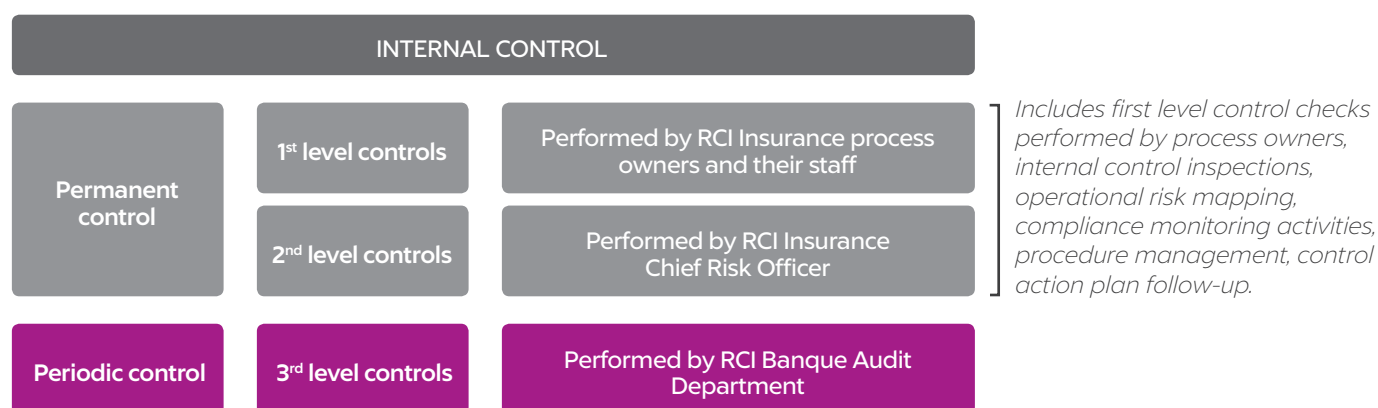 INTERNAL CONTROL
Permanent
control
1st level controls
Performed by RCI Insurance process
owners and their staff
2nd level controls
Performed by RCI Insurance
Chief Risk Officer
Includes first level control checks
performed by process owners,
internal control inspections,
operational risk mapping,
compliance monitoring activities,
procedure management, control
action plan follow-up.
Periodic control
3rd level controls
Performed by RCI Banque Audit
Department